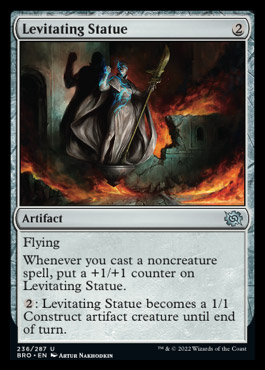 Levitating Statue 2
Artifact
Flying
Whenever you cast a noncreature
spell, put a +1/+1 counter on
Levitating Statue.
2: Levitating Statue becomes a 1/1
Construct artifact creature until end
of turn.
236/287 U
BRO • EN Artur Nakhodkin
™ & © 2022 Wizards of the Coast